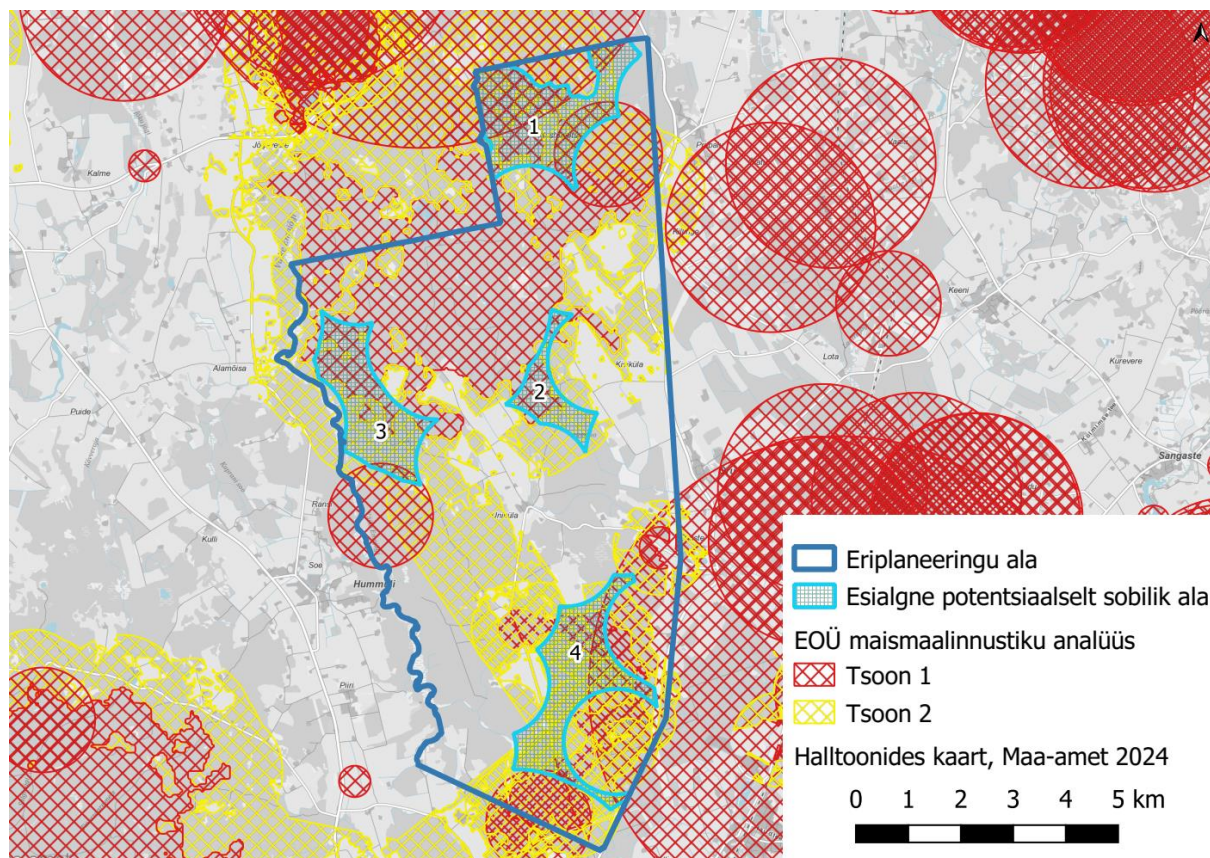 1
Kalme
Keeni
Lota
Kurevere
Alamõisa
2
Puide
3
Sangaste
Kulli
Soe
Hummuli
4
Piiri
Eriplaneeringu ala
Esialgne potentsiaalselt sobilik ala
EOÜ maismaalinnustiku analüüs
Tsoon 1
Tsoon 2
Halltoonides kaart, Maa-amet 2024
0 1 2 3 4 5 km